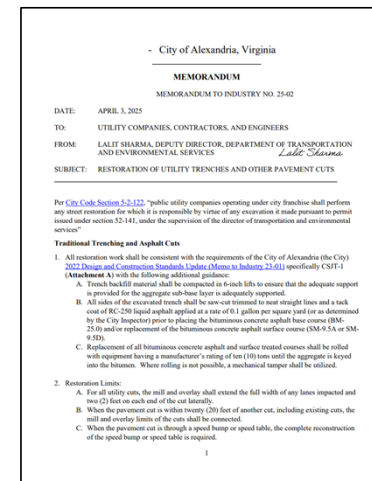 - City of Alexandria, Virginia
MEMORANDUM
MEMORANDUM TO INDUSTRY NO. 25-02
DATE: APRIL 3, 2025
TO: UTILITY COMPANIES, CONTRACTORS, AND ENGINEERS
FROM: LALIT SHARMA, DEPUTY DIRECTOR, DEPARTMENT OF TRANSPORTATION
AND ENVIRONMENTAL SERVICES Lalit Sharma
SUBJECT: RESTORATION OF UTILITY TRENCHES AND OTHER PAVEMENT CUTS
Per City Code Section 5-2-122, “public utility companies operating under city franchise shall perform
any street restoration for which it is responsible by virtue of any excavation it made pursuant to permit
issued under section 52-141, under the supervision of the director of transportation and environmental
services”
Traditional Trenching and Asphalt Cuts
1. All restoration work shall be consistent with the requirements of the City of Alexandria (the City)
2022 Design and Construction Standards Update (Memo to Industry 23-01) specifically CSJT-1
(Attachment A) with the following additional guidance:
A. Trench backfill material shall be compacted in 6-inch lifts to ensure that the adequate support
is provided for the aggregate sub-base layer is adequately supported.
B. All sides of the excavated trench shall be saw-cut trimmed to neat straight lines and a tack
coat of RC-250 liquid asphalt applied at a rate of 0.1 gallon per square yard (or as determined
by the City Inspector) prior to placing the bituminous concrete asphalt base course (BM-
25.0) and/or replacement of the bituminous concrete asphalt surface course (SM-9.5A or SM-
9.5D).
C. Replacement of all bituminous concrete asphalt and surface treated courses shall be rolled
with equipment having a manufacturer's rating of ten (10) tons until the aggregate is keyed
into the bitumen. Where rolling is not possible, a mechanical tamper shall be utilized.
2. Restoration Limits:
A. For all utility cuts, the mill and overlay shall extend the full width of any lanes impacted and
two (2) feet on each end of the cut laterally.
B. When the pavement cut is within twenty (20) feet of another cut, including existing cuts, the
mill and overlay limits of the cuts shall be connected.
C. When the pavement cut is through a speed bump or speed table, the complete reconstruction
of the speed bump or speed table is required.
1